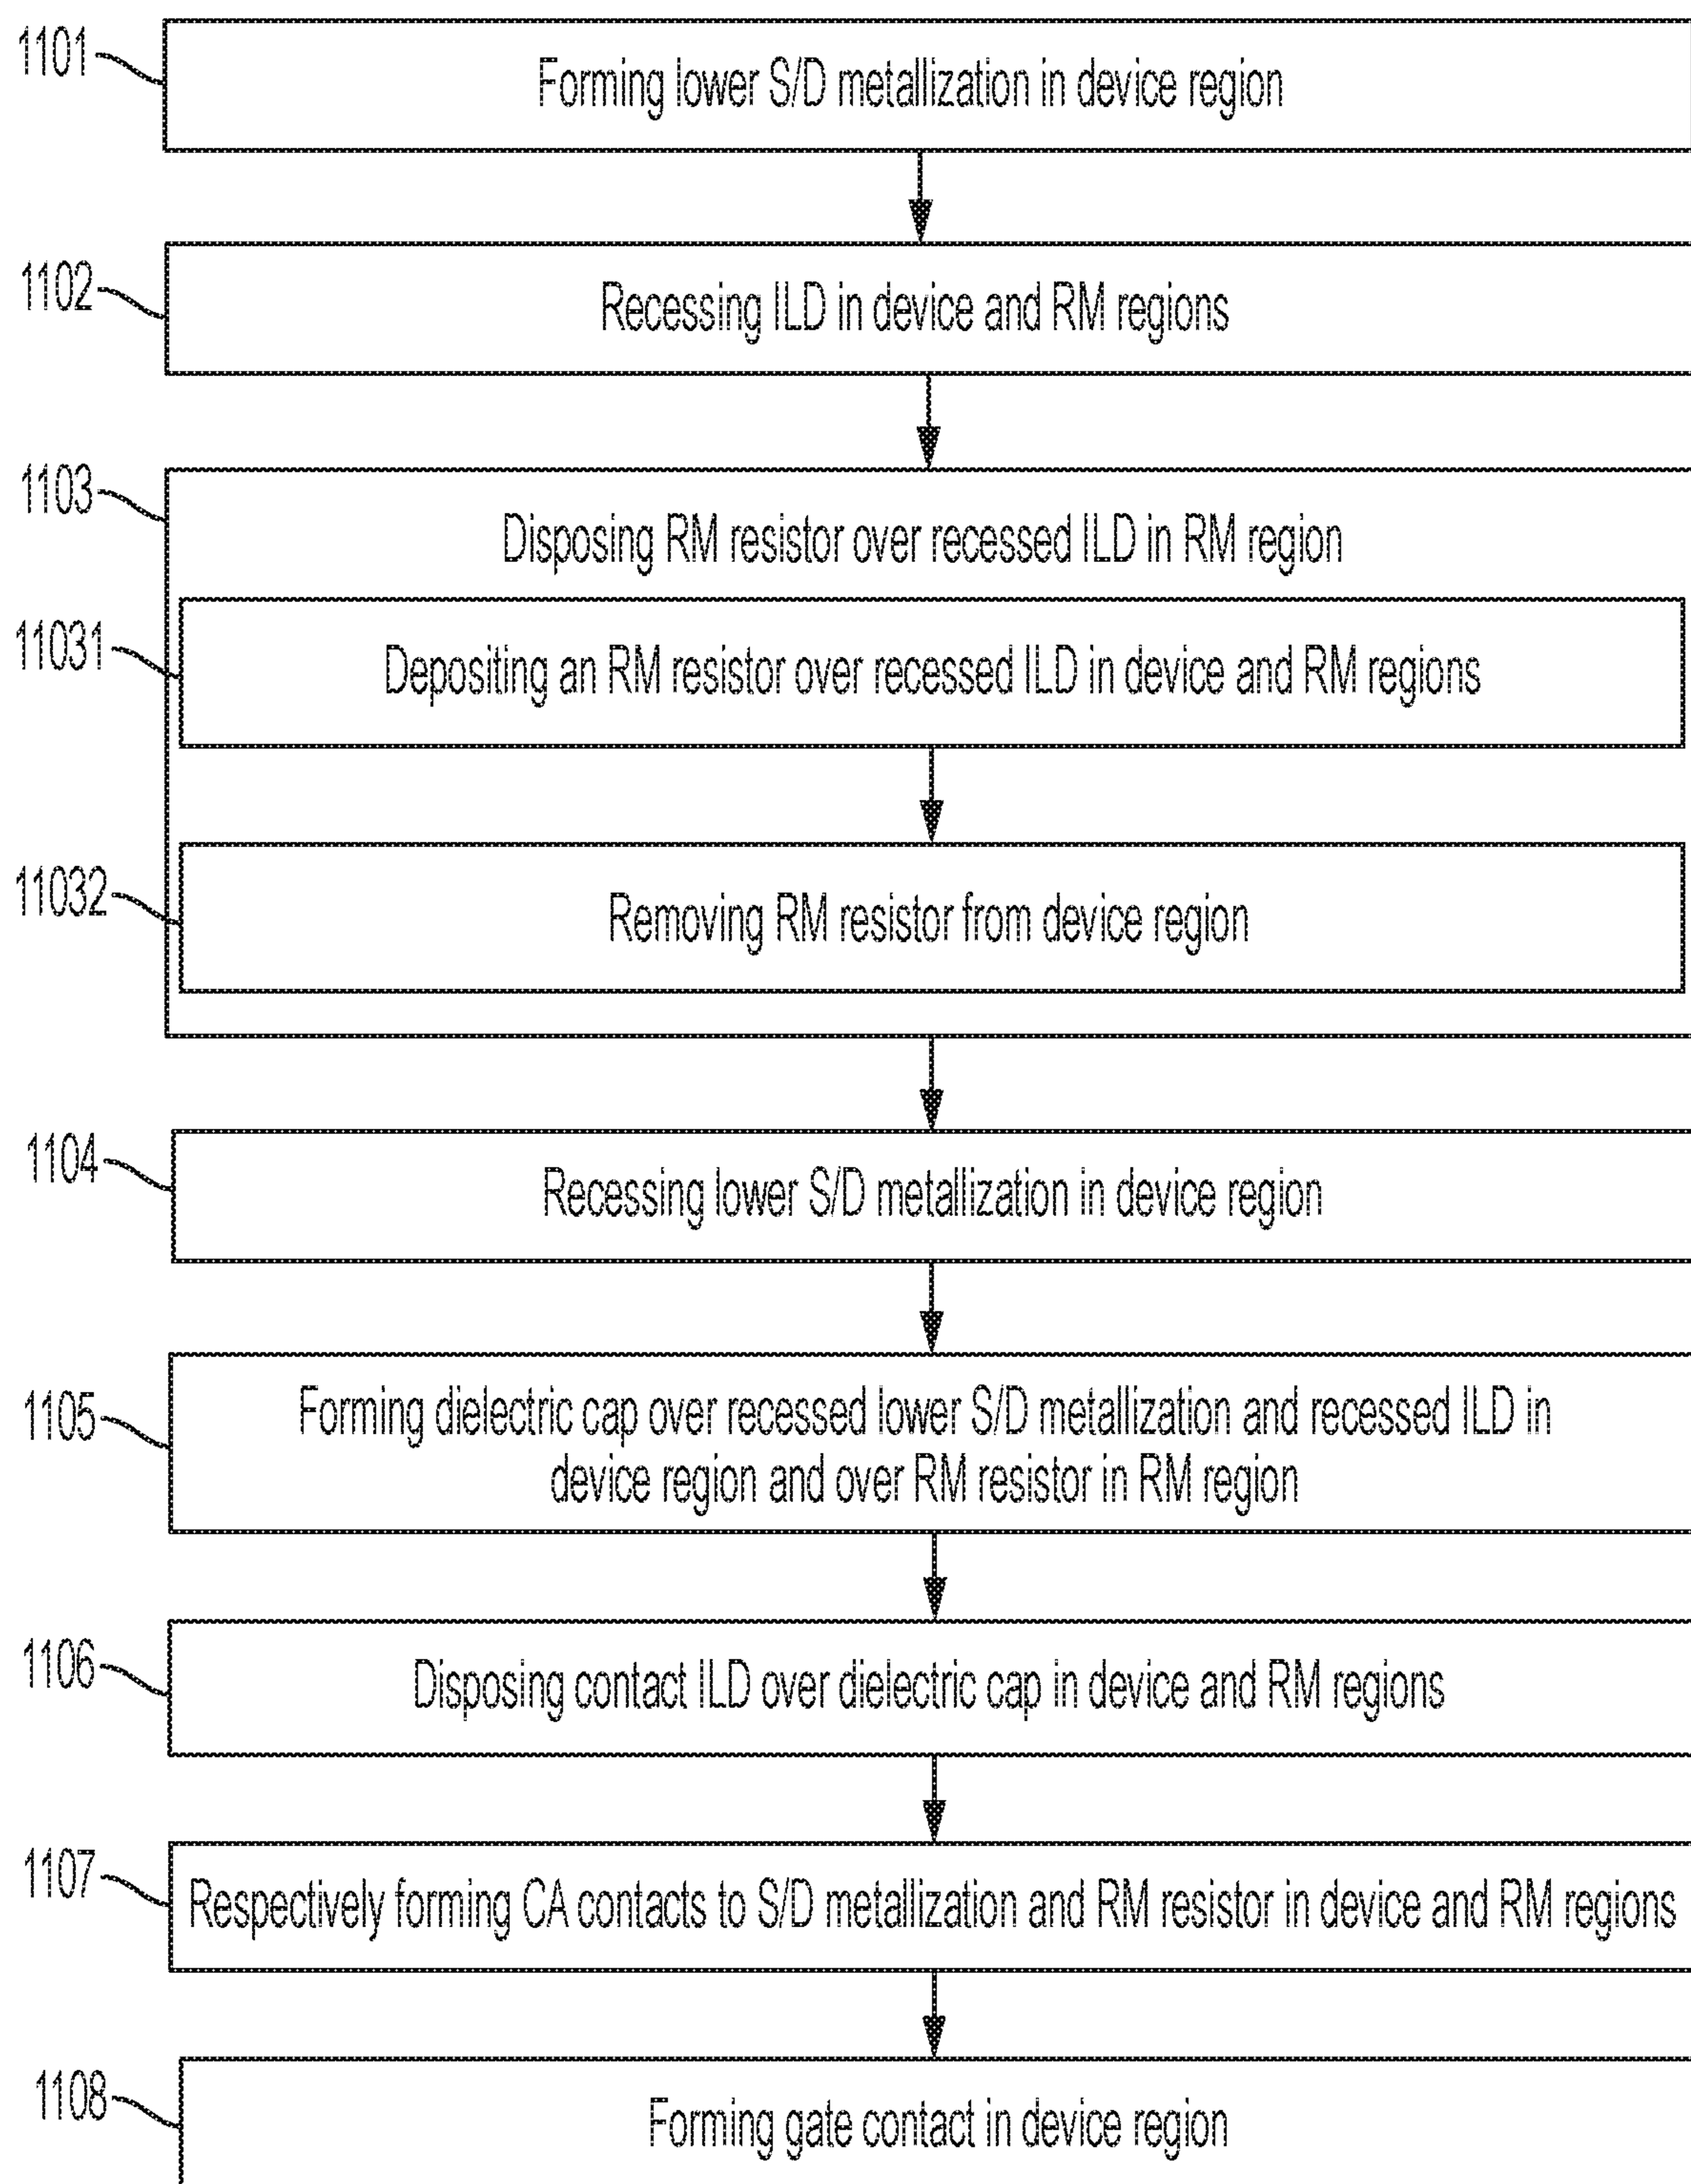 1101
Forming lower S/D metallization in device region
1102
Recessing ILD in device and RM regions
1103
Disposing RM resistor over recessed ILD in RM region
11031
Depositing an RM resistor over recessed ILD in device and RM regions
11032
Removing RM resistor from device region
1104
Recessing lower S/D metallization in device region
1105
Forming dielectric cap over recessed lower S/D metallization and recessed ILD in
device region and over RM resistor in RM region
1106
Disposing contact ILD over dielectric cap in device and RM regions
1107
Respectively forming CA contacts to S/D metallization and RM resistor in device and RM regions
1108
Forming gate contact in device region